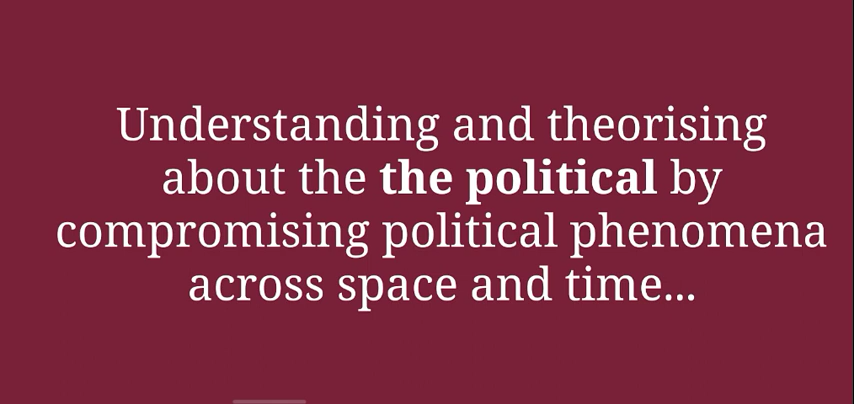 Understanding and theorising
about the the political by
compromising political phenomena
across space and time...